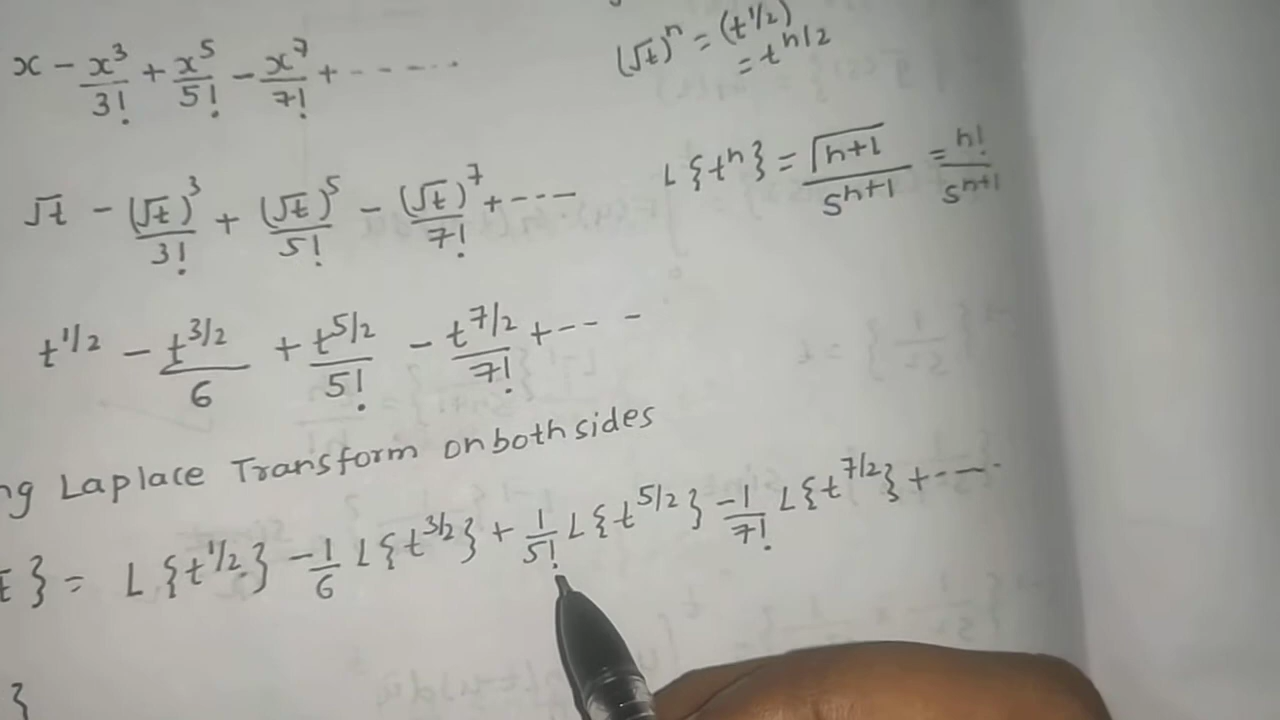 x - x³/3! + x⁵/5! - x⁷/7! + ------
(√t)ⁿ = (t^1/2)
= t^n/2
L{tⁿ} = Γn+1/s^n+1 = n!/s^n+1
√t - (√t)³/3! + (√t)⁵/5! - (√t)⁷/7! + ----
t^1/2 - t^3/2/6 + t^5/2/5! - t^7/2/7! + ---
ng Laplace Transform on both sides
} = L{t^1/2} - 1/6 L{t^3/2} + 1/5! L{t^5/2} - 1/7! L{t^7/2} + ----
}